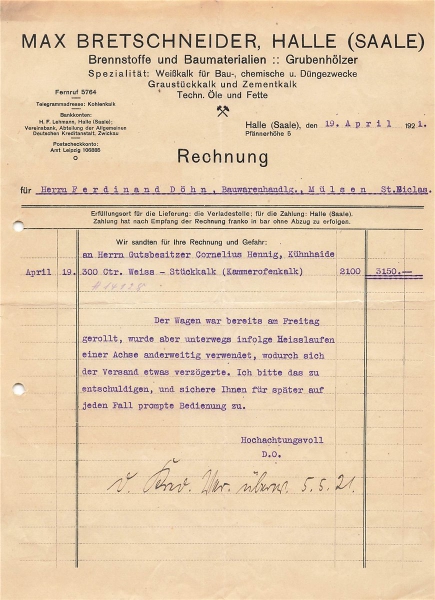 MAX BRETSCHNEIDER, HALLE (SAALE)
Brennstoffe und Baumaterialien :: Grubenhölzer
Spezialität: Weißkalk für Bau-, chemische u. Düngezwecke
Graustückkalk und Zementkalk
Techn. Öle und Fette
Fernruf 5764
Telegrammadresse: Kohlenkalk
Bankkonten:
H. F. Lehmann, Halle (Saale);
Vereinsbank, Abteilung der Allgemeinen
Deutschen Kreditanstalt, Zwickau
Postscheckkonto:
Amt Leipzig 106865
Halle (Saale), den 19. April 1921.
Pfännerhöhe 5
Rechnung
für Herrn Ferdinand Döhn, Bauwarenhandlg., Mülsen St. Niclas.
Erfüllungsort für die Lieferung: die Verladestelle; für die Zahlung: Halle (Saale).
Zahlung hat nach Empfang der Rechnung franko in bar ohne Abzug zu erfolgen.
Wir sandten für Ihre Rechnung und Gefahr:
an Herrn Gutsbesitzer Cornelius Hennig, Kühnhaide
April 19. 300 Ctr. Weiss - Stückkalk (Kammerofenkalk) 2100 3150.—
Der Wagen war bereits am Freitag
gerollt, wurde aber unterwegs infolge Heisslaufen
einer Achse anderweitig verwendet, wodurch sich
der Versand etwas verzögerte. Ich bitte das zu
entschuldigen, und sichere Ihnen für später auf
jeden Fall prompte Bedienung zu.
Hochachtungsvoll
D.O.
5.5.21.